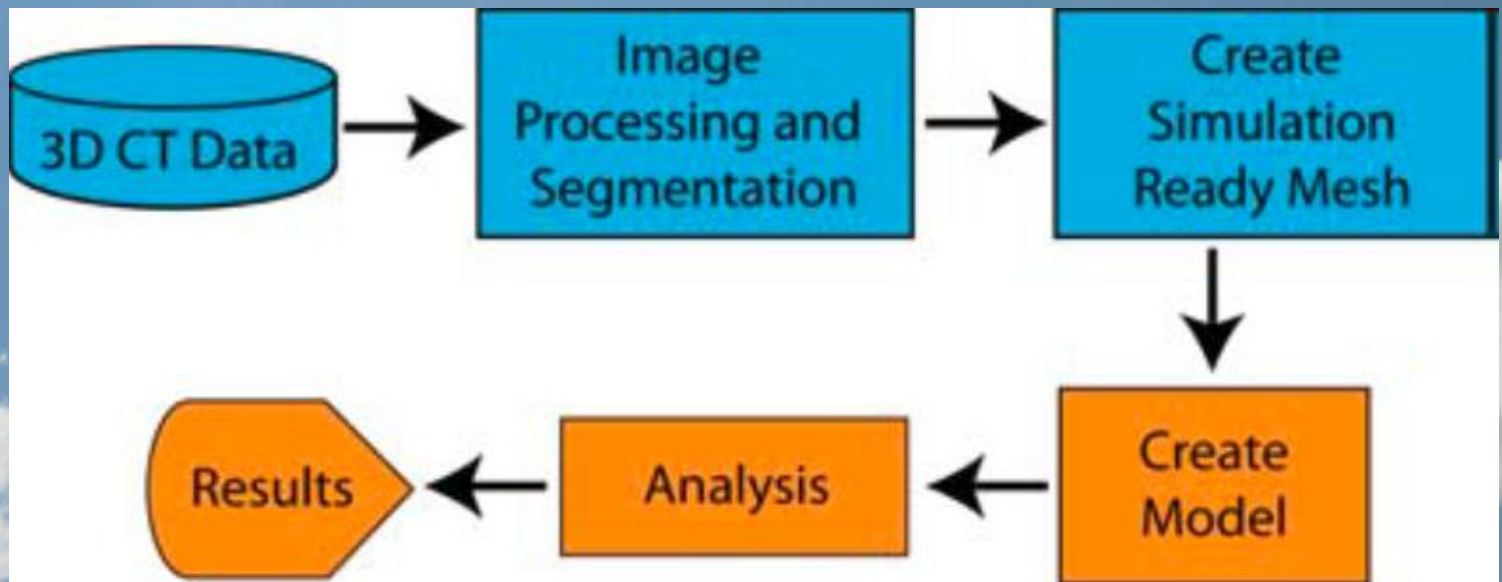 3D CT Data
Image
Processing and
Segmentation
Create
Simulation
Ready Mesh
Create
Model
Analysis
Results